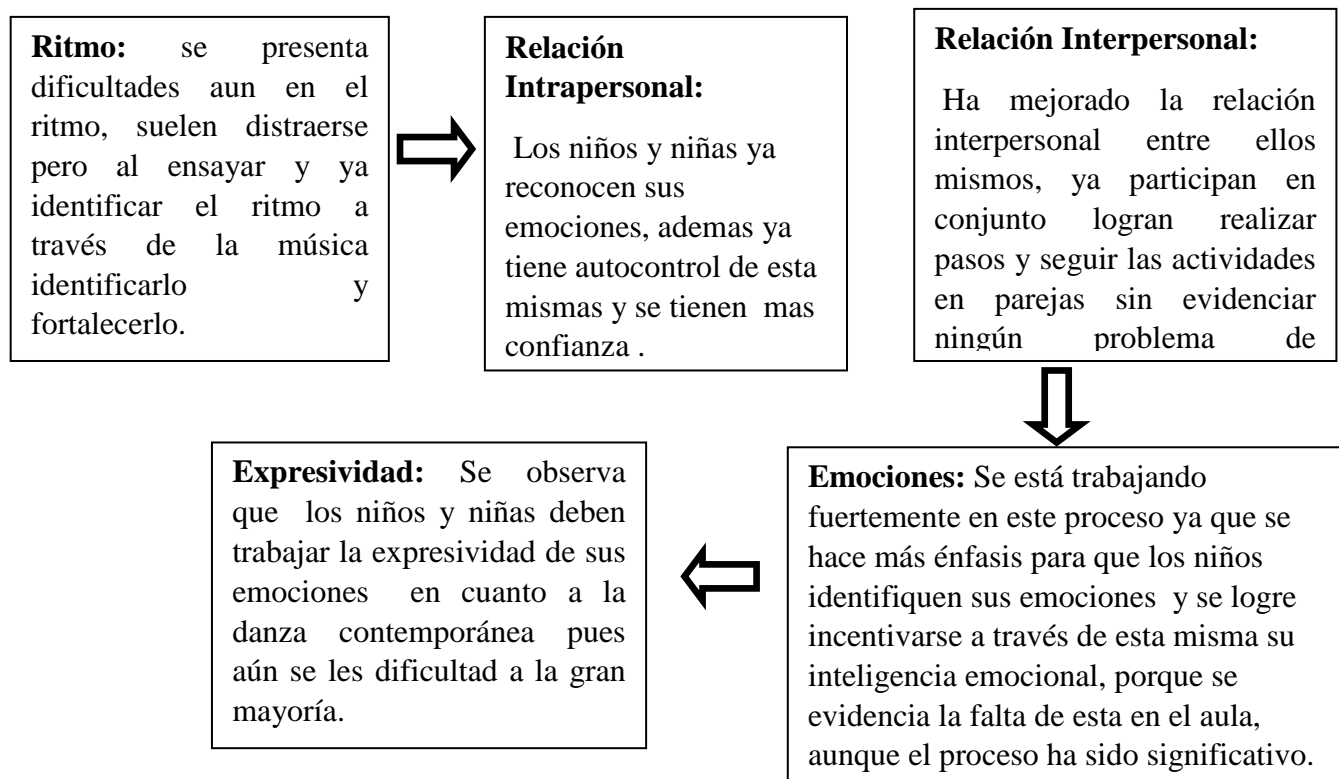 Ritmo: se presenta
dificultades aun en el
ritmo, suelen distraerse
pero al ensayar y ya
identificar el ritmo a
través de la música
identificarlo y
fortalecerlo.
Relación
Intrapersonal:
Los niños y niñas ya
reconocen sus
emociones, ademas ya
tiene autocontrol de esta
mismas y se tienen mas
confianza .
Relación Interpersonal:
Ha mejorado la relación
interpersonal entre ellos
mismos, ya participan en
conjunto logran realizar
pasos y seguir las actividades
en parejas sin evidenciar
ningún problema de
Emociones: Se está trabajando
fuertemente en este proceso ya que se
hace más énfasis para que los niños
identifiquen sus emociones y se logre
incentivarse a través de esta misma su
inteligencia emocional, porque se
evidencia la falta de esta en el aula,
aunque el proceso ha sido significativo.
Expresividad: Se observa
que los niños y niñas deben
trabajar la expresividad de sus
emociones en cuanto a la
danza contemporánea pues
aún se les dificultad a la gran
mayoría.